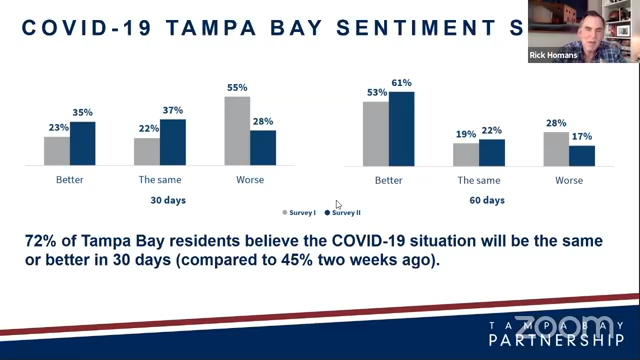 COVID-19 TAMPA BAY SENTIMENT S
Rick Homans
23% 35% 22% 37% 55% 28%
53% 61% 19% 22% 28% 17%
Better The same Worse
Better The same Worse
30 days
60 days
Survey I Survey II
72% of Tampa Bay residents believe the COVID-19 situation will be the same
or better in 30 days (compared to 45% two weeks ago).
TAMPA BAY
PARTNERSHIP
zoom